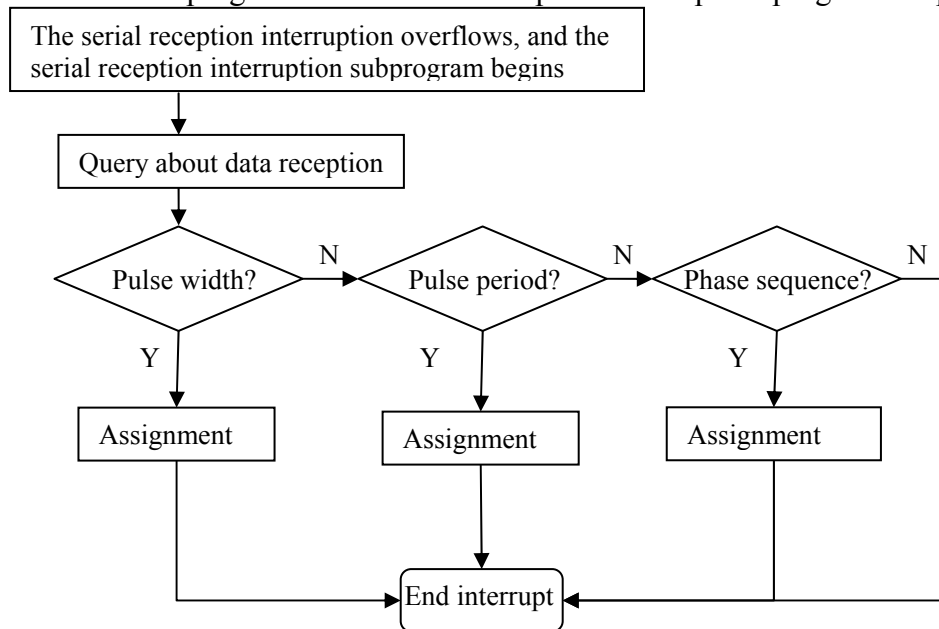 The serial reception interruption overflows, and the
serial reception interruption subprogram begins
Query about data reception
Pulse width?
N
Pulse period?
N
Phase sequence?
N
Y
Y
Y
Assignment
Assignment
Assignment
End interrupt